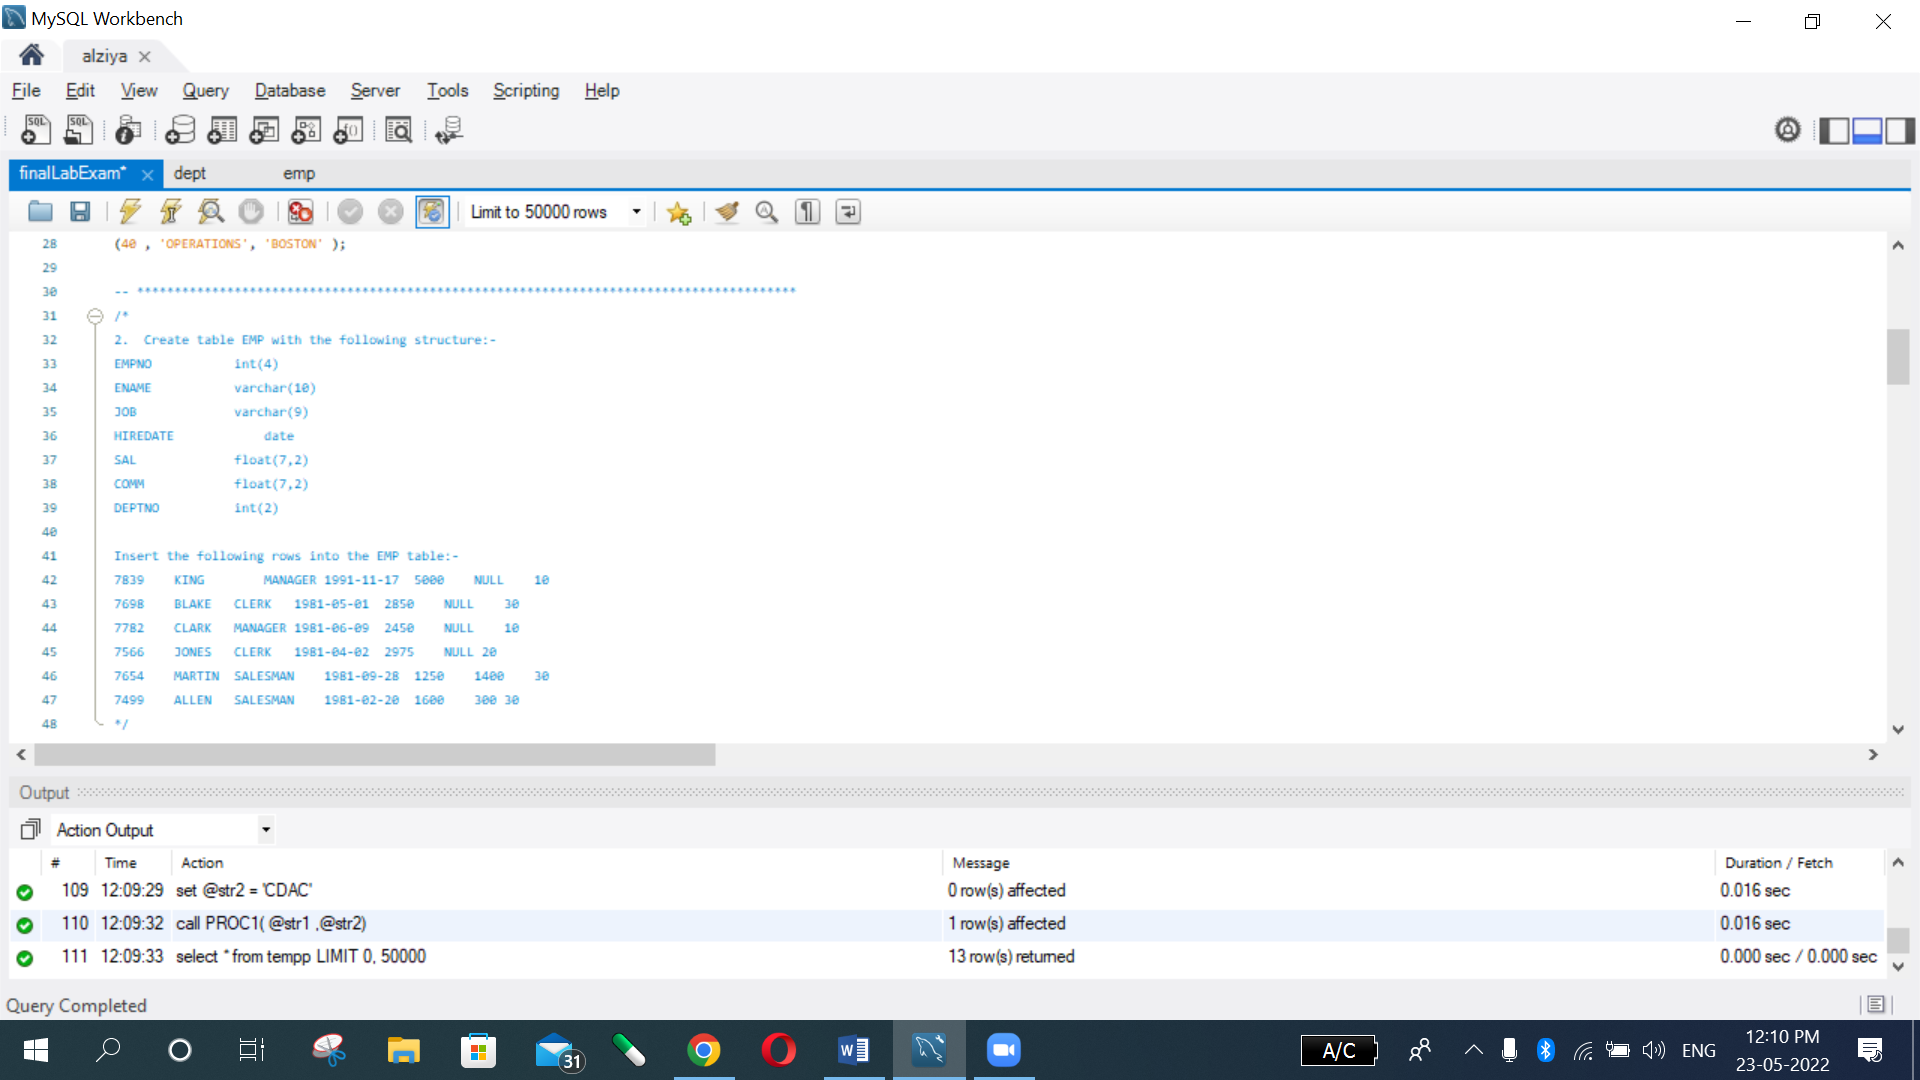 MySQL Workbench
alziya
File Edit View Query Database Server Tools Scripting Help
finalLabExam* dept emp
Limit to 50000 rows
28 (40 , 'OPERATIONS', 'BOSTON' );
29
30 -- ****************************************************************************************
31 /*
32 2. Create table EMP with the following structure:-
33 EMPNO int(4)
34 ENAME varchar(10)
35 JOB varchar(9)
36 HIREDATE date
37 SAL float(7,2)
38 COMM float(7,2)
39 DEPTNO int(2)
40
41 Insert the following rows into the EMP table:-
42 7839 KING MANAGER 1991-11-17 5000 NULL 10
43 7698 BLAKE CLERK 1981-05-01 2850 NULL 30
44 7782 CLARK MANAGER 1981-06-09 2450 NULL 10
45 7566 JONES CLERK 1981-04-02 2975 NULL 20
46 7654 MARTIN SALESMAN 1981-09-28 1250 1400 30
47 7499 ALLEN SALESMAN 1981-02-20 1600 300 30
48 */
Output
Action Output
# Time Action Message Duration / Fetch
109 12:09:29 set @str2 = 'CDAC' 0 row(s) affected 0.016 sec
110 12:09:32 call PROC1( @str1 ,@str2) 1 row(s) affected 0.016 sec
111 12:09:33 select * from tempp LIMIT 0, 50000 13 row(s) returned 0.000 sec / 0.000 sec
Query Completed
31 A/C ENG 12:10 PM
23-05-2022